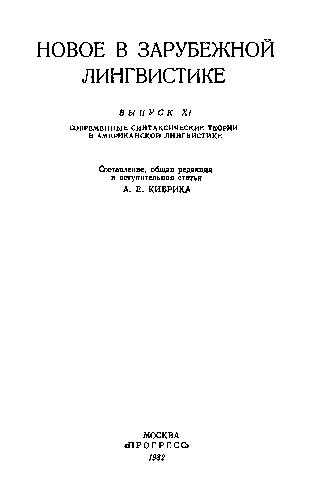 НОВОЕ В ЗАРУБЕЖНОЙ
ЛИНГВИСТИКЕ
ВЫПУСК XI
СОВРЕМЕННЫЕ СИНТАКСИЧЕСКИЕ ТЕОРИИ
В АМЕРИКАНСКОЙ ЛИНГВИСТИКЕ
Составление, общая редакция
и вступительная статья
А. Е. КИБРИКА
МОСКВА
«ПРОГРЕСС»
1982